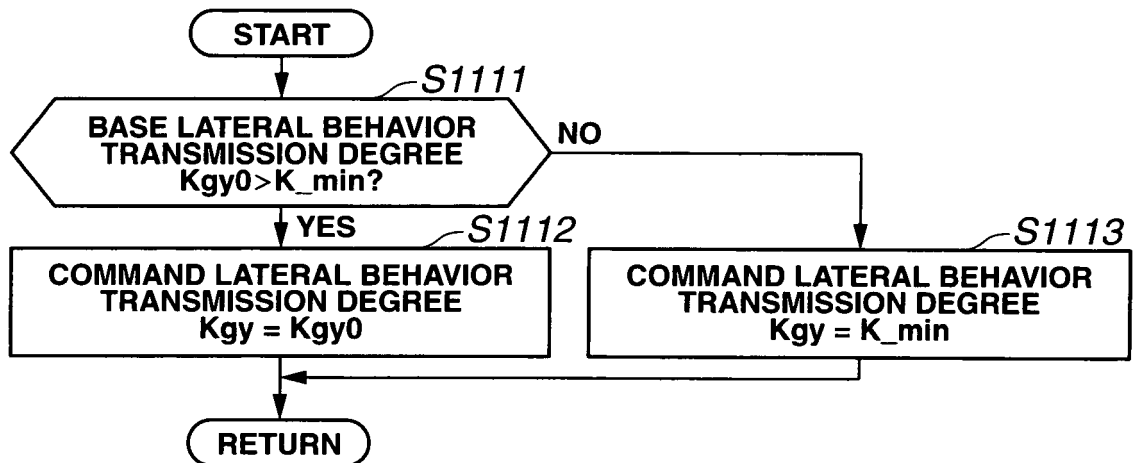 START
S1111
BASE LATERAL BEHAVIOR
TRANSMISSION DEGREE
Kgy0>K_min?
NO
YES
S1112
COMMAND LATERAL BEHAVIOR
TRANSMISSION DEGREE
Kgy = Kgy0
S1113
COMMAND LATERAL BEHAVIOR
TRANSMISSION DEGREE
Kgy = K_min
RETURN